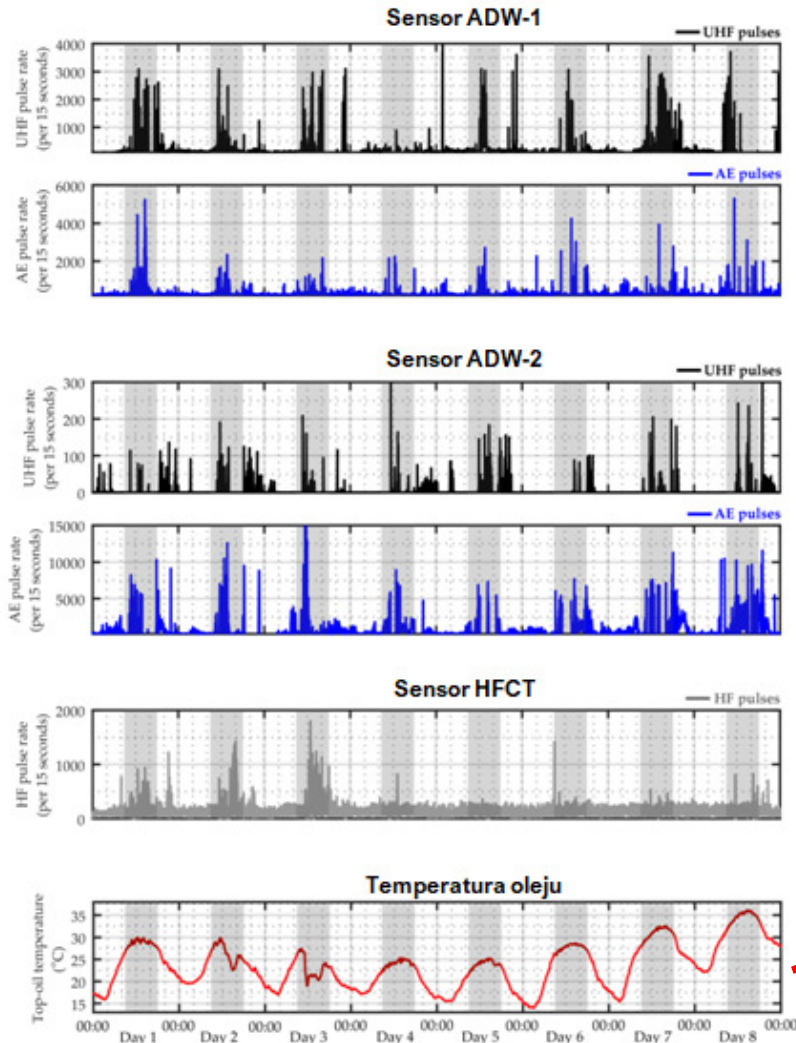 Sensor ADW-1
UHF pulses
UHF pulse rate
(per 15 seconds)
4000
3000
2000
1000
AE pulses
AE pulse rate
(per 15 seconds)
6000
4000
2000
Sensor ADW-2
UHF pulses
UHF pulse rate
(per 15 seconds)
300
200
100
0
AE pulses
AE pulse rate
(per 15 seconds)
15000
10000
5000
Sensor HFCT
HF pulses
HF pulse rate
(per 15 seconds)
2000
1000
0
Temperatura oleju
Top-oil temperature
(°C)
35
30
25
20
15
00:00 00:00 00:00 00:00 00:00 00:00 00:00 00:00 00:00
Day 1 Day 2 Day 3 Day 4 Day 5 Day 6 Day 7 Day 8